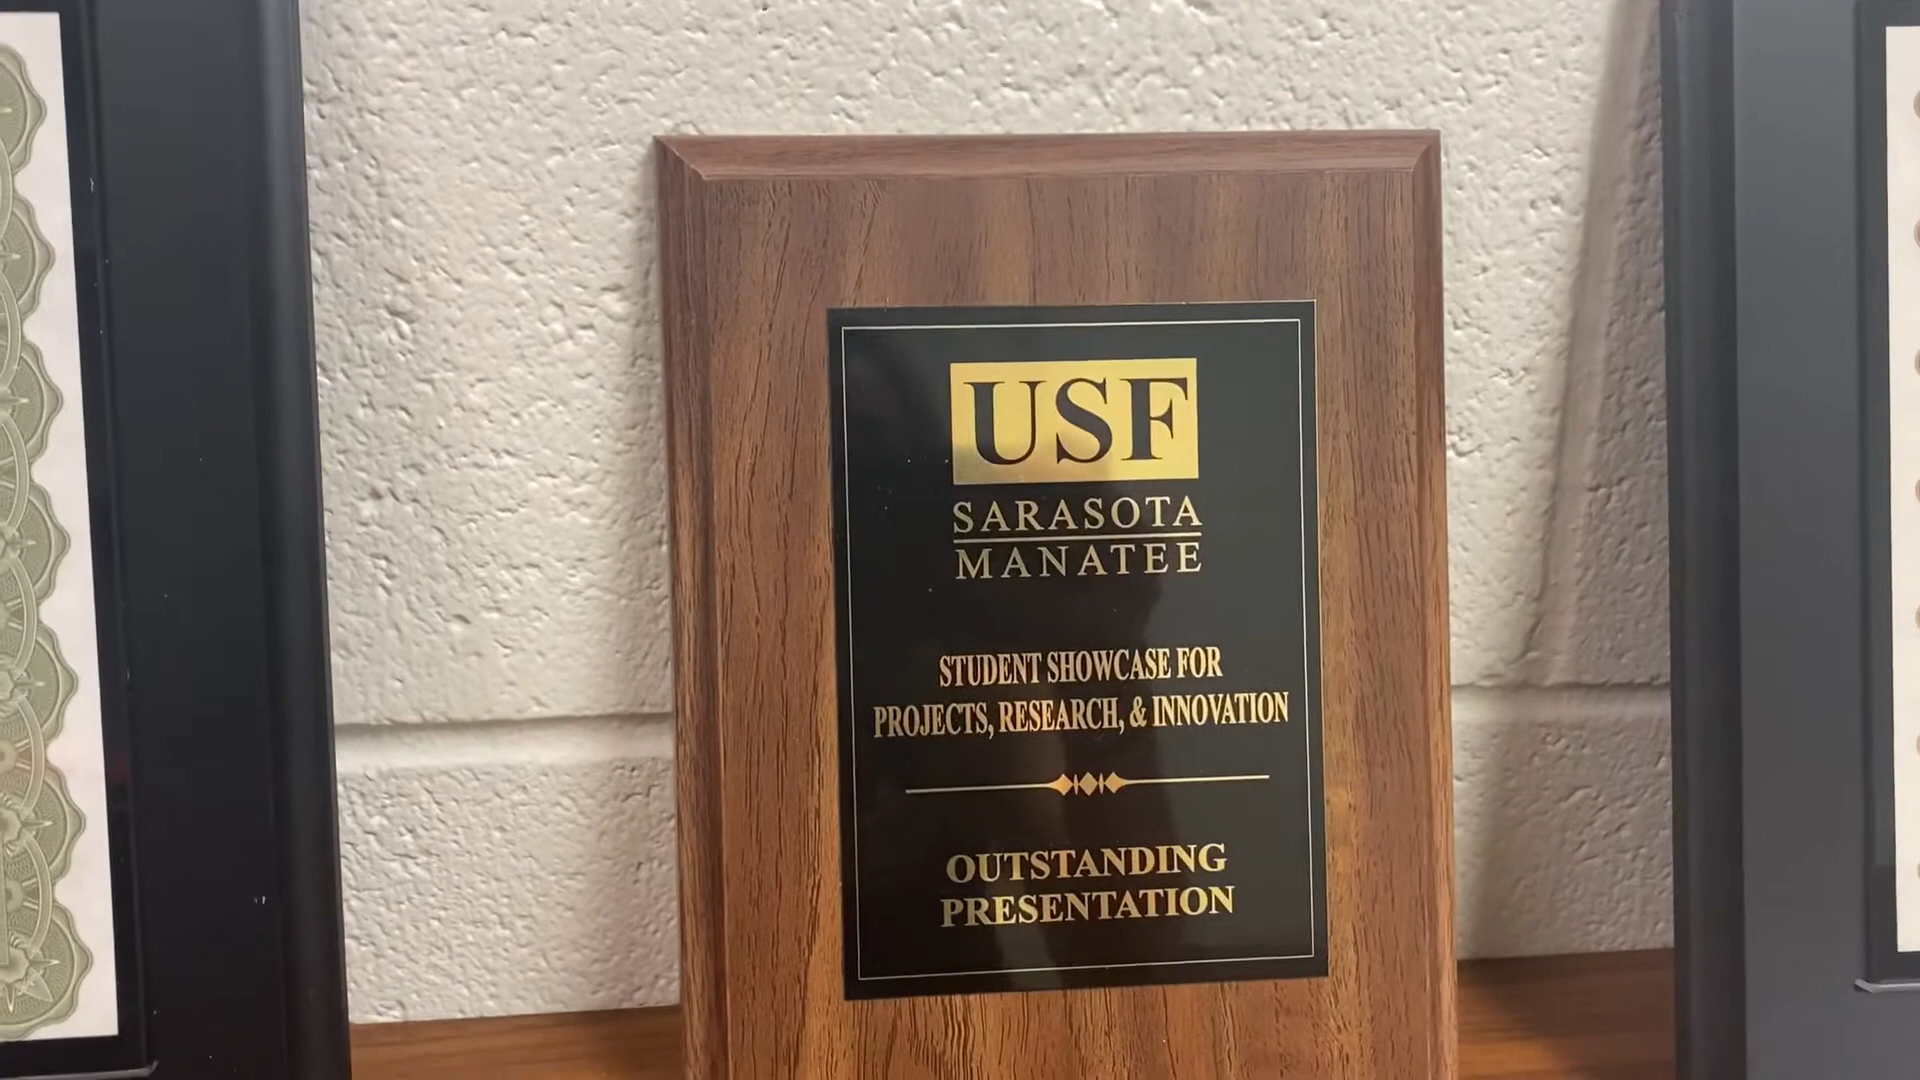 USF
SARASOTA
MANATEE
STUDENT SHOWCASE FOR
PROJECTS, RESEARCH, & INNOVATION
OUTSTANDING
PRESENTATION